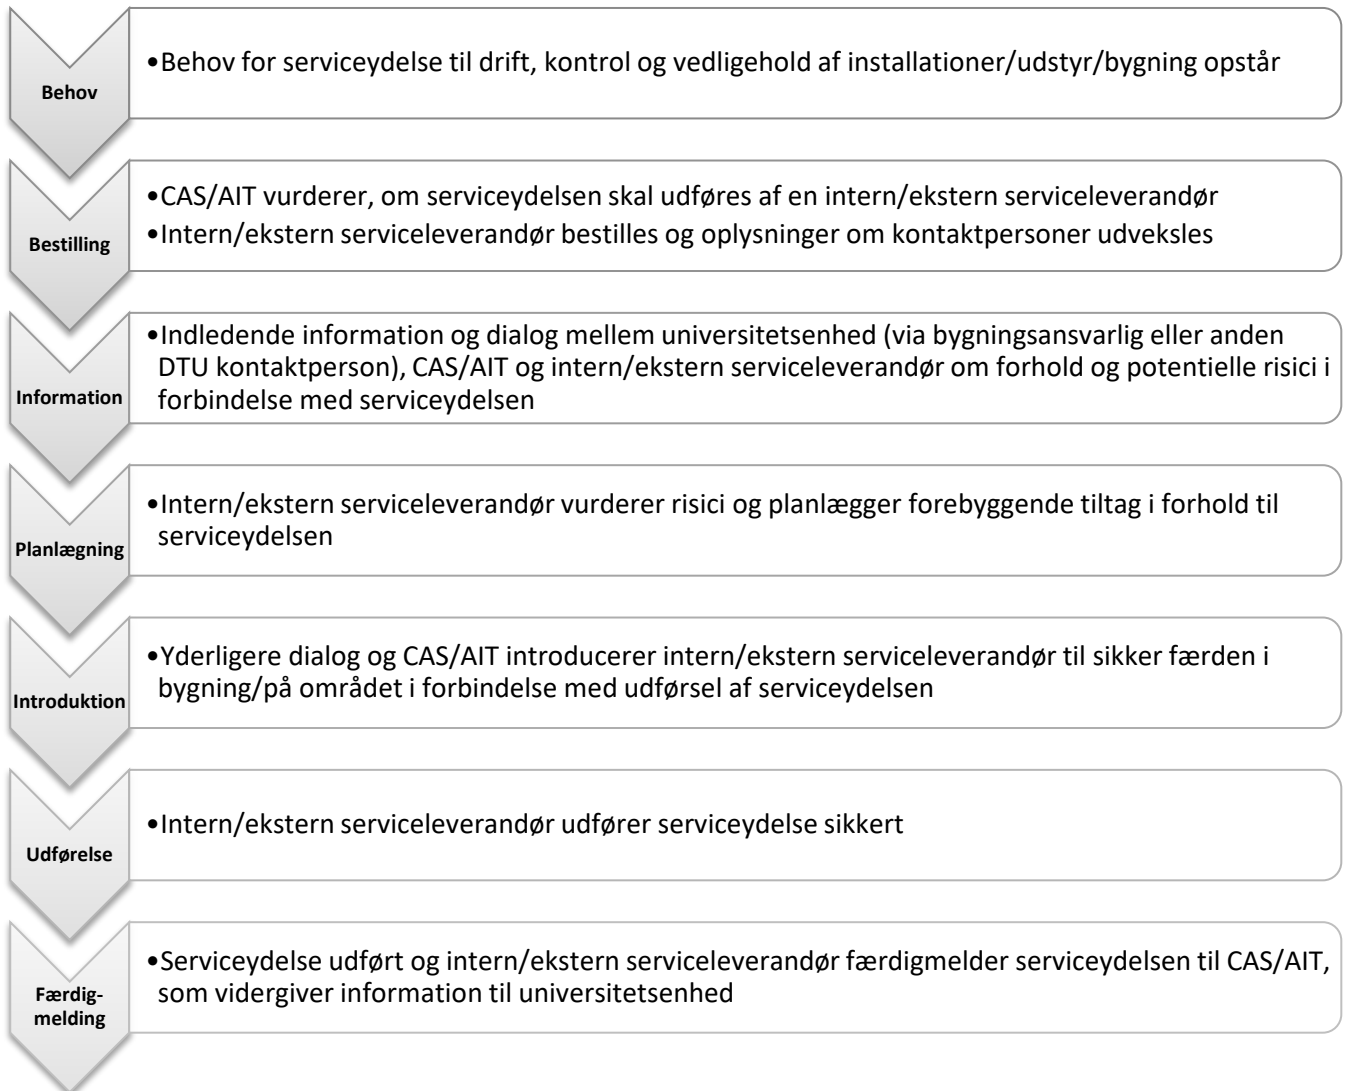 Behov
•Behov for serviceydelse til drift, kontrol og vedligehold af installationer/udstyr/bygning opstår
Bestilling
•CAS/AIT vurderer, om serviceydelsen skal udføres af en intern/ekstern serviceleverandør
•Intern/ekstern serviceleverandør bestilles og oplysninger om kontaktpersoner udveksles
Information
•Indledende information og dialog mellem universitetsenhed (via bygningsansvarlig eller anden
DTU kontaktperson), CAS/AIT og intern/ekstern serviceleverandør om forhold og potentielle risici i
forbindelse med serviceydelsen
Planlægning
•Intern/ekstern serviceleverandør vurderer risici og planlægger forebyggende tiltag i forhold til
serviceydelsen
Introduktion
•Yderligere dialog og CAS/AIT introducerer intern/ekstern serviceleverandør til sikker færden i
bygning/på området i forbindelse med udførsel af serviceydelsen
Udførelse
•Intern/ekstern serviceleverandør udfører serviceydelse sikkert
Færdig-
melding
•Serviceydelse udført og intern/ekstern serviceleverandør færdigmelder serviceydelsen til CAS/AIT,
som vidergiver information til universitetsenhed